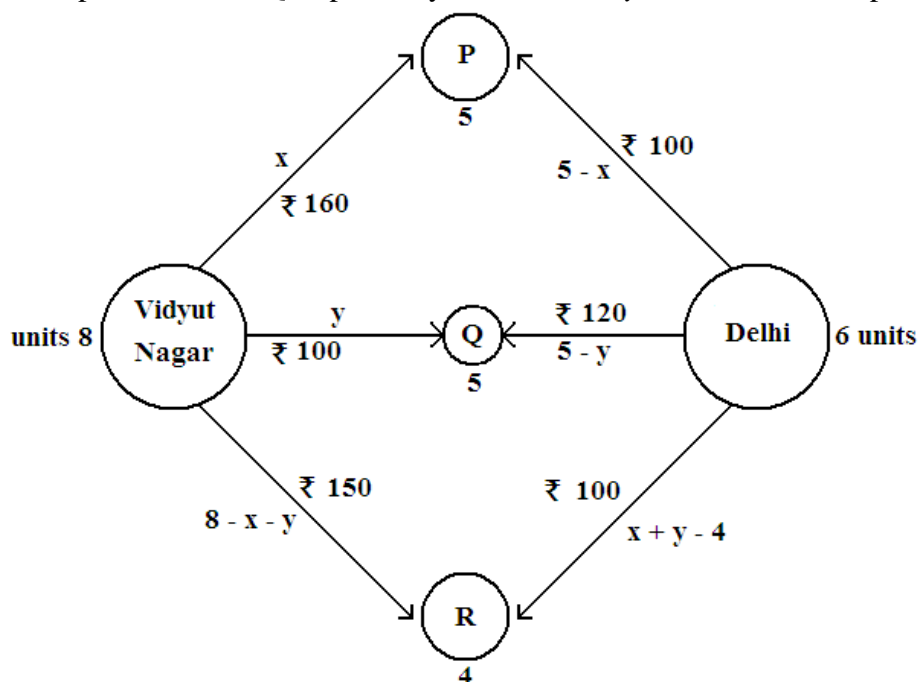 P
5
x
₹ 160
₹ 100
5 - x
units 8
Vidyut
Nagar
y
₹ 100
Q
5
₹ 120
5 - y
Delhi
6 units
₹ 150
8 - x - y
₹ 100
x + y - 4
R
4